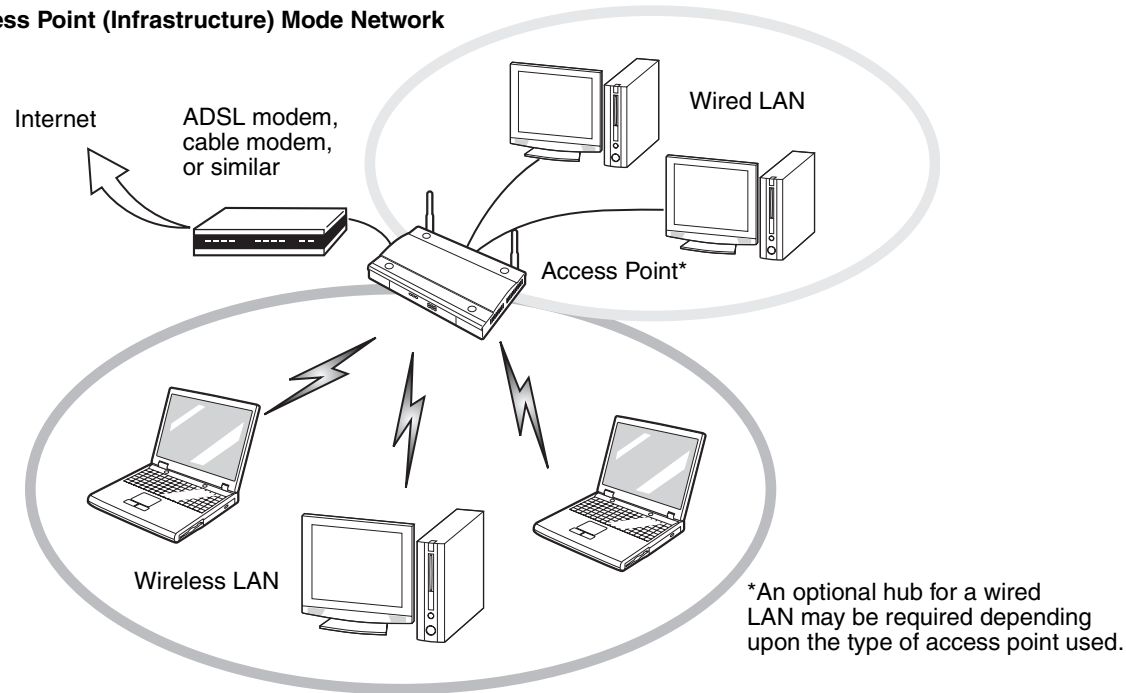 ess Point (Infrastructure) Mode Network
Internet
ADSL modem,
cable modem,
or similar
Wired LAN
Access Point*
Wireless LAN
*An optional hub for a wired
LAN may be required depending
upon the type of access point used.